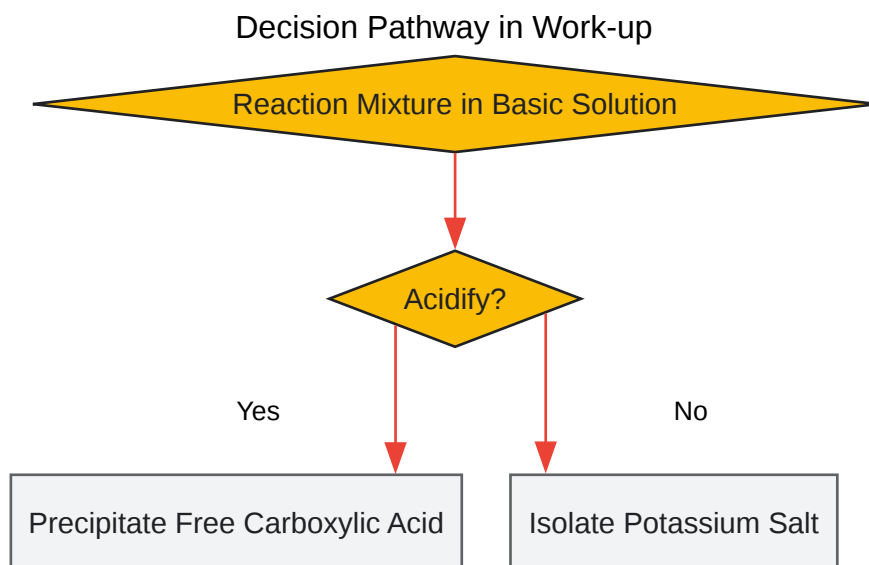 Decision Pathway in Work-up
Reaction Mixture in Basic Solution
Acidify?
Yes
No
Precipitate Free Carboxylic Acid
Isolate Potassium Salt